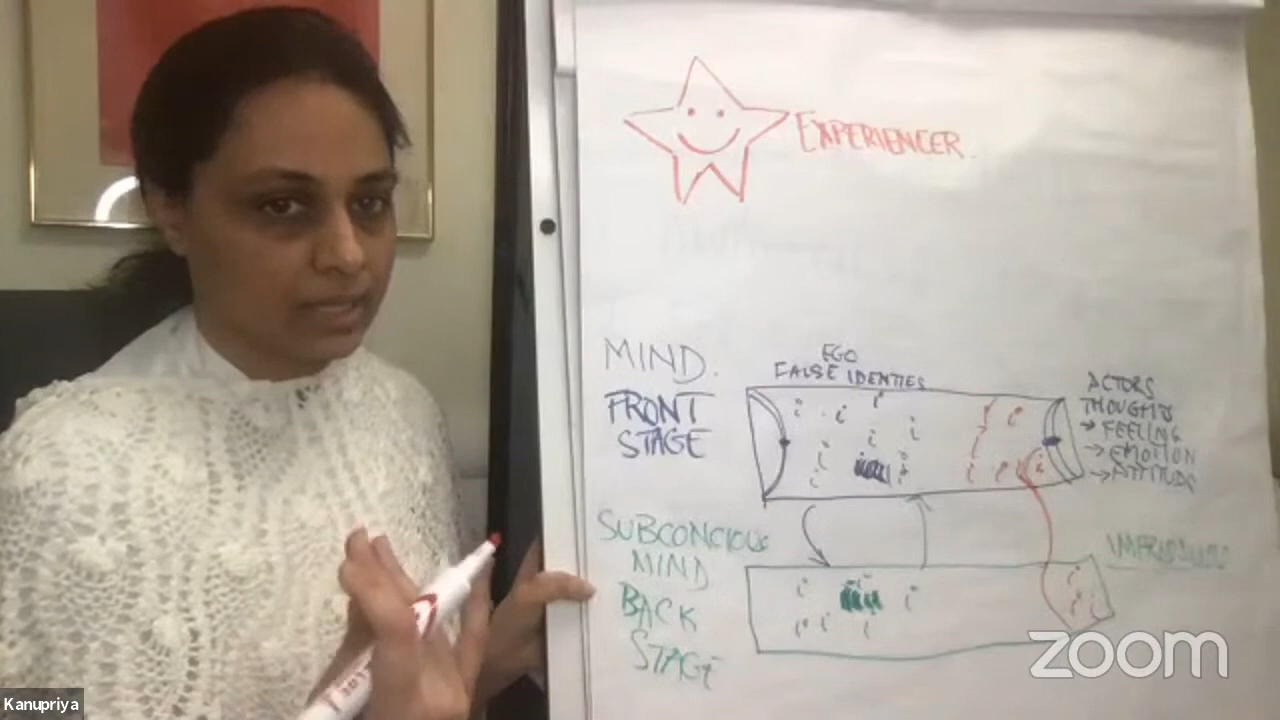 EXPERIENCER
MIND.
FRONT
STAGE
EGO
FALSE IDENTIES
ACTORS
THOUGHTS
→ FEELING
→ EMOTION
→ ATTITUDE
SUBCONCIOUS
MIND
BACK
STAGE
zoom
Kanupriya